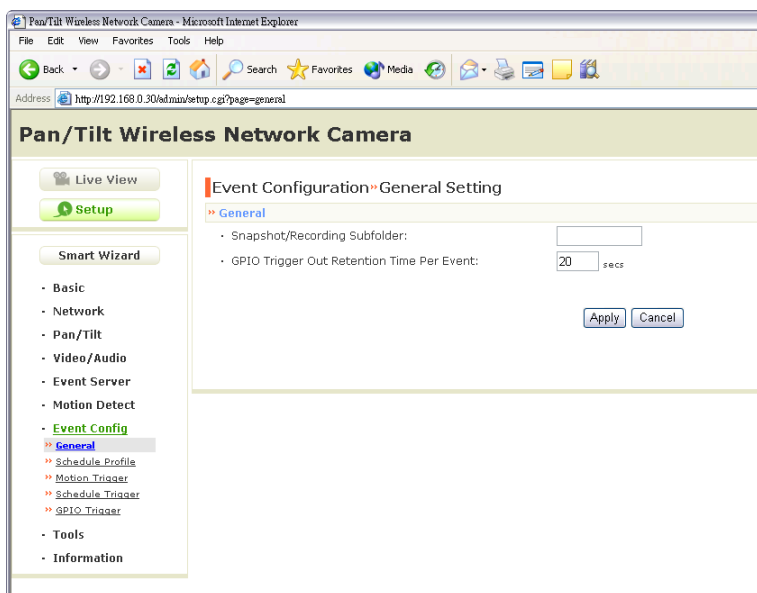 Pan/Tilt Wireless Network Camera - Microsoft Internet Explorer
File Edit View Favorites Tools Help
Back Search Favorites Media
Address http://192.168.0.30/admin/setup.cgi?page=general
Pan/Tilt Wireless Network Camera
Live View
Setup
Smart Wizard
· Basic
· Network
· Pan/Tilt
· Video/Audio
· Event Server
· Motion Detect
· Event Config
» General
» Schedule Profile
» Motion Trigger
» Schedule Trigger
» GPIO Trigger
· Tools
· Information
Event Configuration»General Setting
» General
· Snapshot/Recording Subfolder:
· GPIO Trigger Out Retention Time Per Event: 20 secs
Apply Cancel